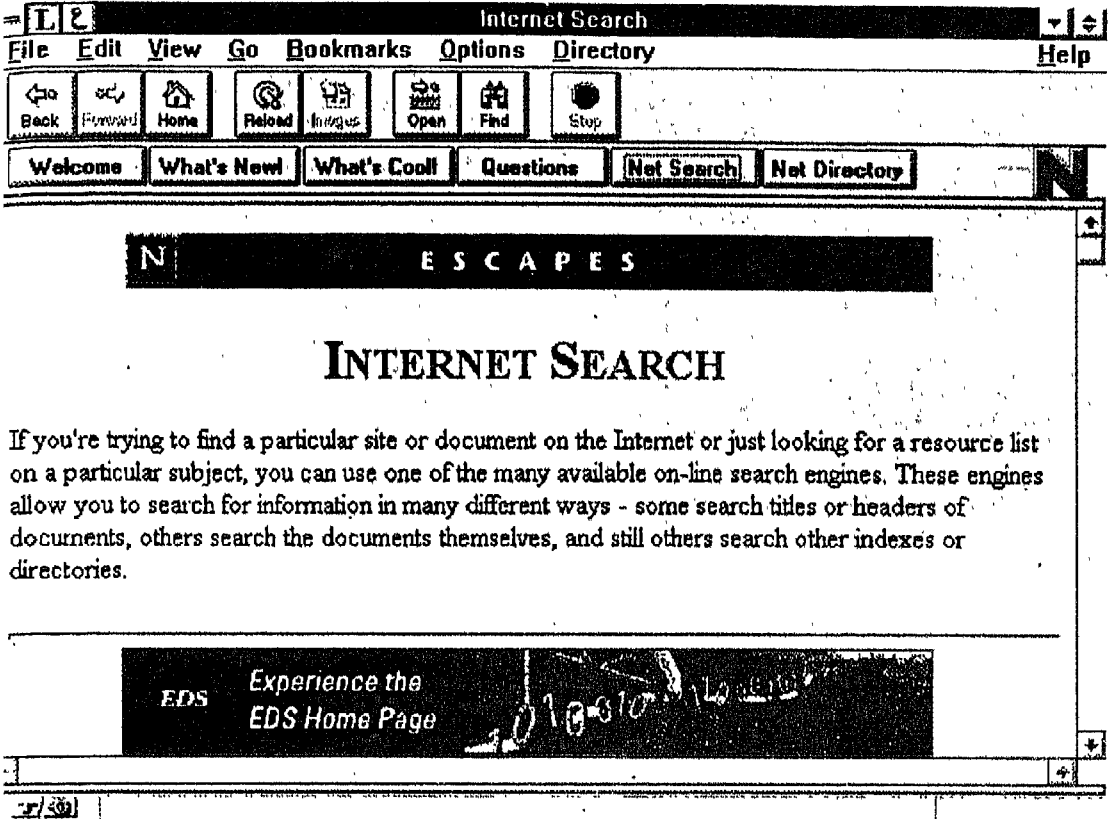 L ع
Internet Search
File Edit View Go Bookmarks Options Directory Help
Back Forward Home Reload Images Open Find Stop
Welcome What's New! What's Cool! Questions Net Search Net Directory N
N ESCAPES
INTERNET SEARCH
If you're trying to find a particular site or document on the Internet or just looking for a resource list
on a particular subject, you can use one of the many available on-line search engines. These engines
allow you to search for information in many different ways - some search titles or headers of
documents, others search the documents themselves, and still others search other indexes or
directories.
EDS Experience the
EDS Home Page